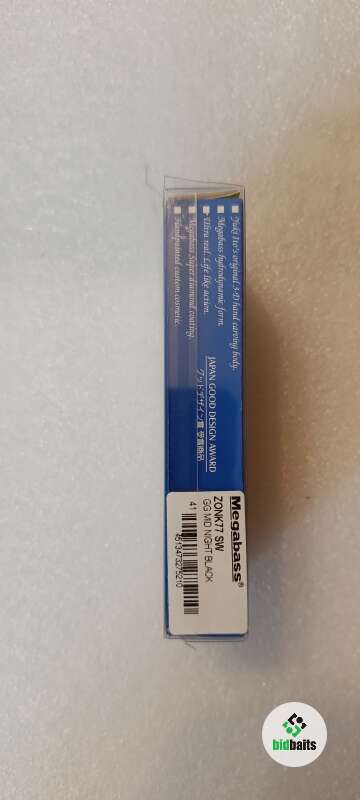 Yuki Ito's original 3-D hand carving body.
Megabass hydrodynamic form.
Ultra real. Life like action.
Megabass Super diamond coating.
Handpainted custom cosmetic.
JAPAN GOOD DESIGN AWARD
グッドデザイン賞 受賞商品
Megabass®
ZONK77 SW
GG MID NIGHT BLACK
41
4513473275210
bidbaits